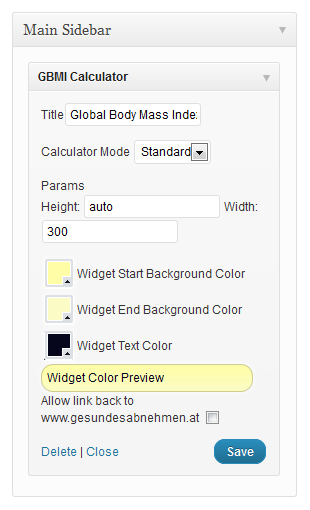 Main Sidebar
GBMI Calculator
Title Global Body Mass Inde
Calculator Mode Standard
Params
Height: auto Width:
300
Widget Start Background Color
Widget End Background Color
Widget Text Color
Widget Color Preview
Allow link back to
www.gesundesabnehmen.at
Delete | Close Save